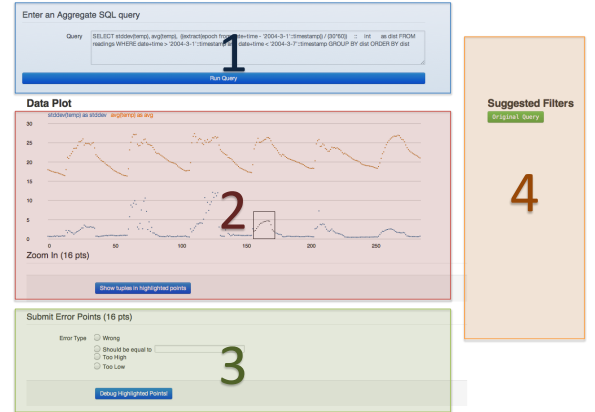 Enter an Aggregate SQL query
Query
SELECT stddev(temp), avg(temp), ((extract(epoch from date+time - '2004-3-1'::timestamp)) / (30*60)) :: int as dist FROM
readings WHERE date+time > '2004-3-1'::timestamp and date+time < '2004-3-7'::timestamp GROUP BY dist ORDER BY dist
1
Run Query
Data Plot
stddev(temp) as stddev avg(temp) as avg
30
25
20
15
10
5
0
0 50 100 150 200 250
2
Zoom In (16 pts)
Show tuples in highlighted points
Submit Error Points (16 pts)
Error Type
Wrong
Should be equal to
Too High
Too Low
3
Debug Highlighted Points!
Suggested Filters
Original Query
4